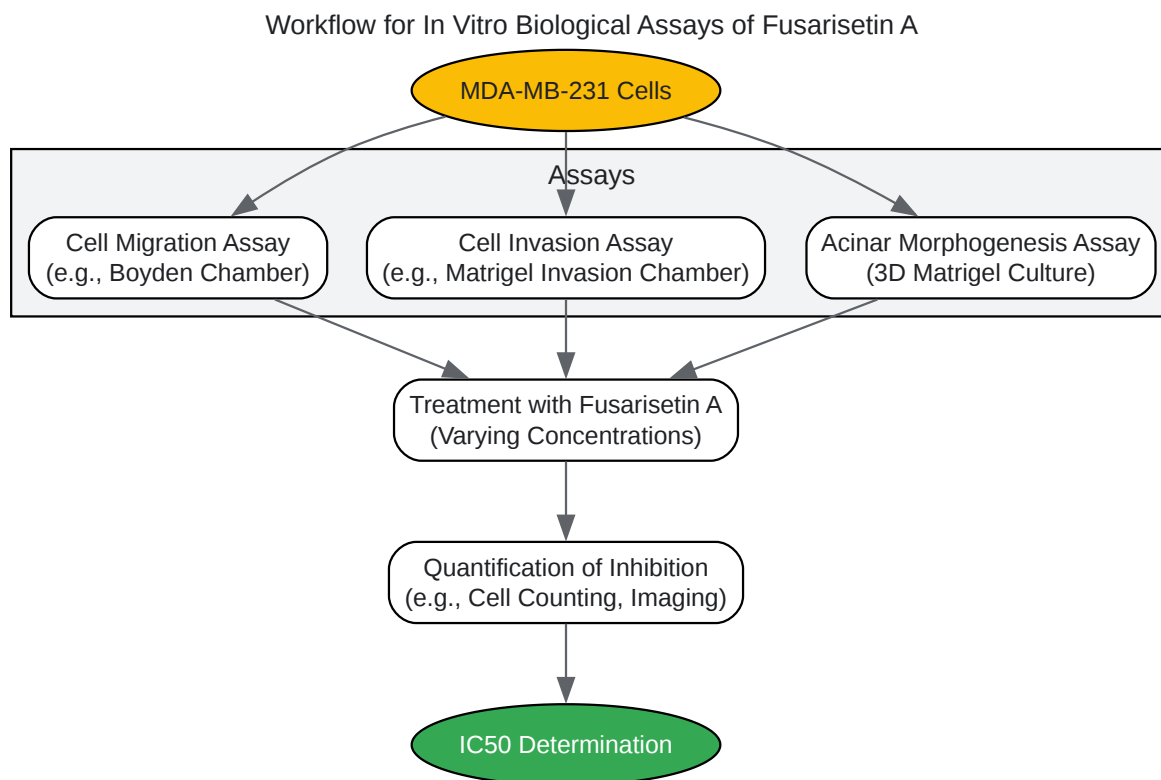 Workflow for In Vitro Biological Assays of Fusarisetin A
MDA-MB-231 Cells
Assays
Cell Migration Assay
(e.g., Boyden Chamber)
Cell Invasion Assay
(e.g., Matrigel Invasion Chamber)
Acinar Morphogenesis Assay
(3D Matrigel Culture)
Treatment with Fusarisetin A
(Varying Concentrations)
Quantification of Inhibition
(e.g., Cell Counting, Imaging)
IC50 Determination